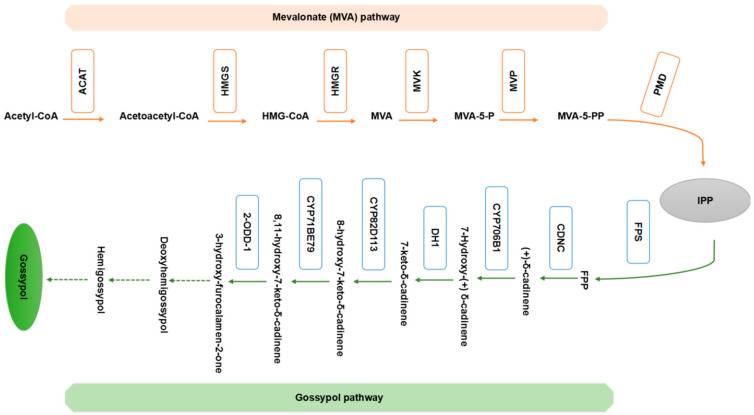 Mevalonate (MVA) pathway
ACAT
HMGS
HMGR
MVK
MVP
PMD
Acetyl-CoA
Acetoacetyl-CoA
HMG-CoA
MVA
MVA-5-P
MVA-5-PP
IPP
FPS
CDNC
CYP706B1
DH1
CYP82D113
CYP71BE79
2-ODD-1
FPP
(+)-δ-cadinene
7-Hydroxy-(+) δ-cadinene
7-keto-δ-cadinene
8-hydroxy-7-keto-δ-cadinene
8,11-hydroxy-7-keto-δ-cadinene
3-hydroxy-furocalamen-2-one
Deoxyhemigossypol
Hemigossypol
Gossypol
Gossypol pathway